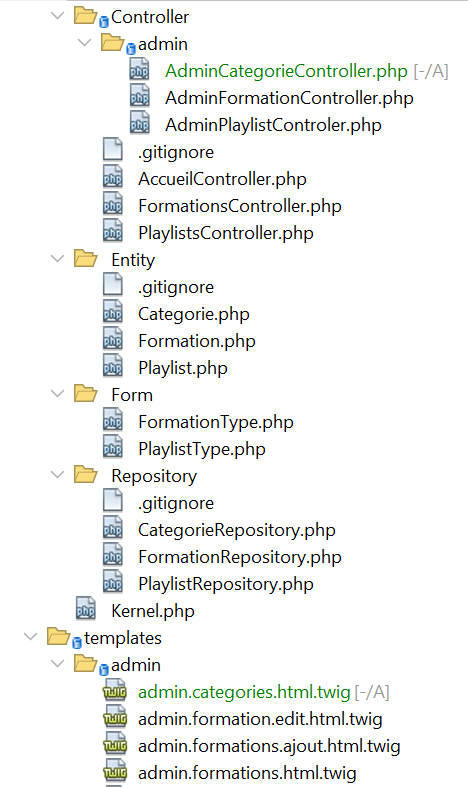 Controller
admin
AdminCategorieController.php [-/A]
AdminFormationController.php
AdminPlaylistControler.php
.gitignore
AccueilController.php
FormationsController.php
PlaylistsController.php
Entity
.gitignore
Categorie.php
Formation.php
Playlist.php
Form
FormationType.php
PlaylistType.php
Repository
.gitignore
CategorieRepository.php
FormationRepository.php
PlaylistRepository.php
Kernel.php
templates
admin
admin.categories.html.twig [-/A]
admin.formation.edit.html.twig
admin.formations.ajout.html.twig
admin.formations.html.twig